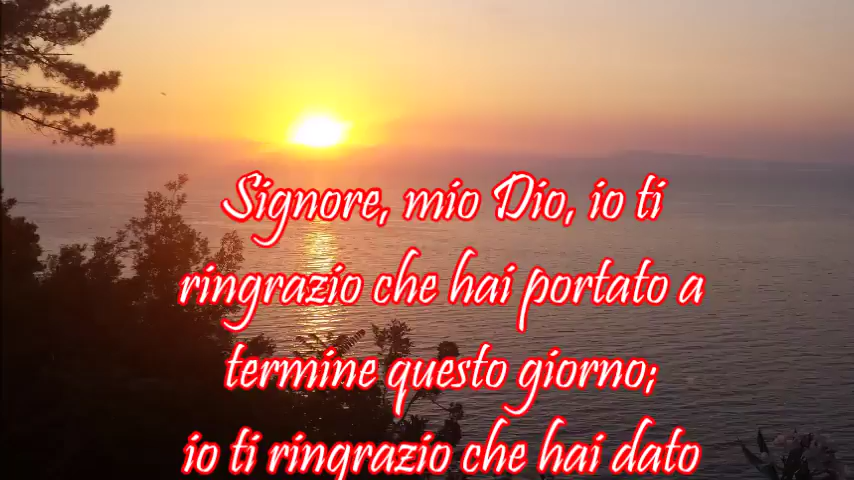 Signore, mio Dio, io ti
ringrazio che hai portato a
termine questo giorno;
io ti ringrazio che hai dato